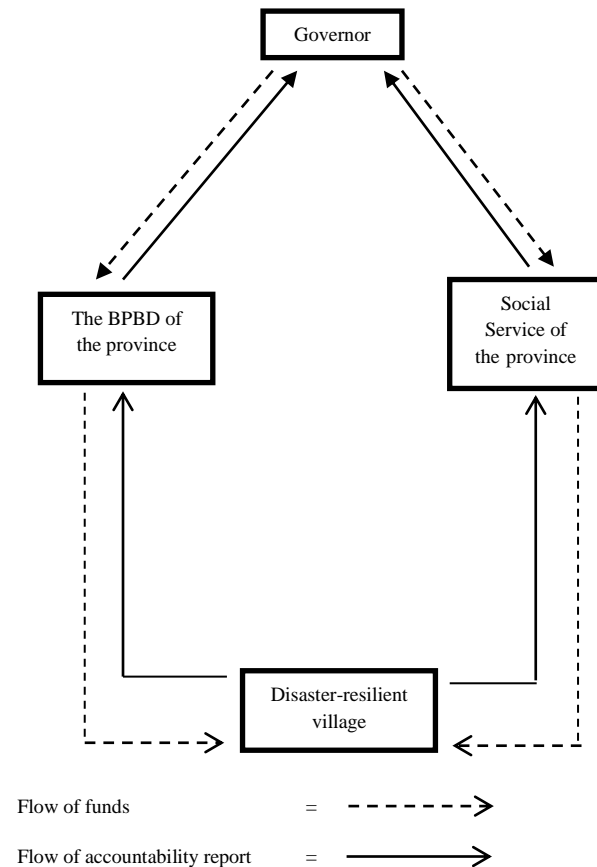 Governor
The BPBD of
the province
Social
Service of
the province
Disaster-resilient
village
Flow of funds =
Flow of accountability report =